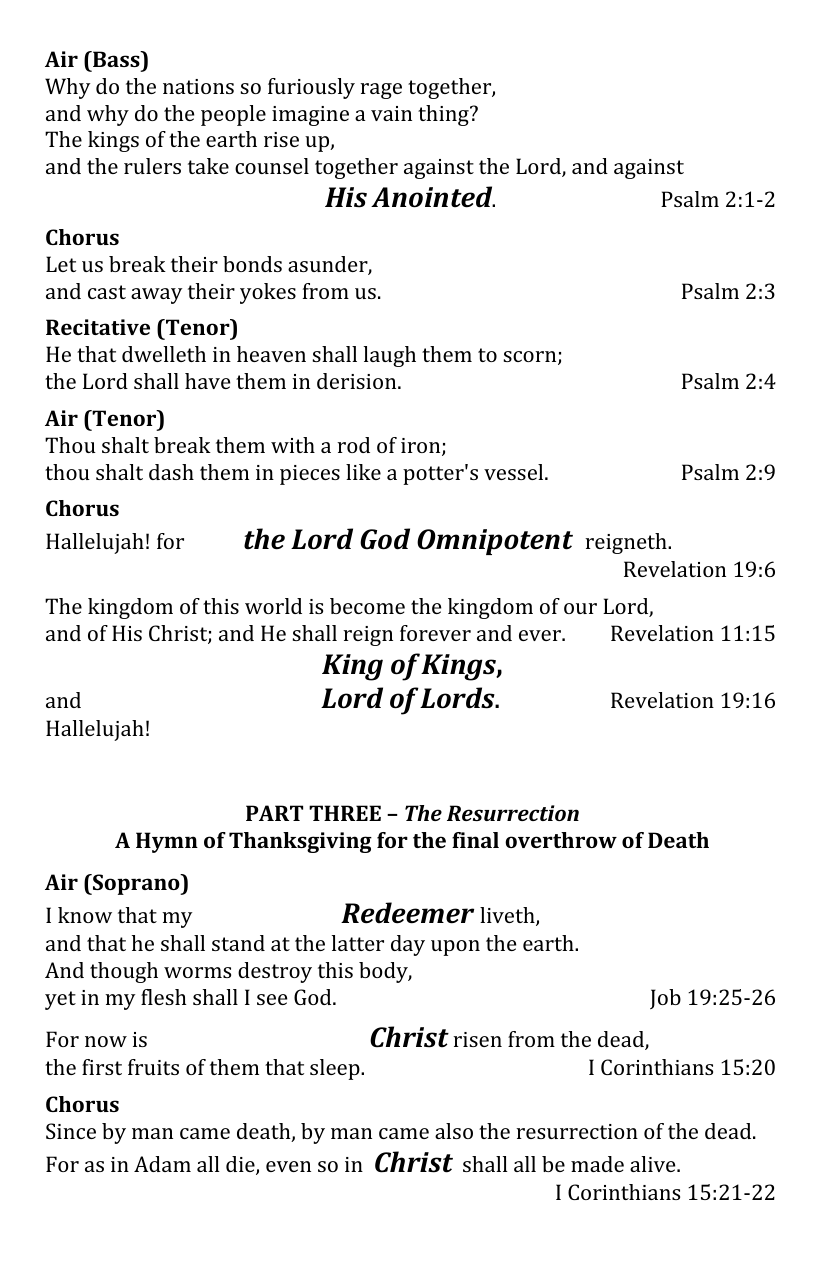 Air (Bass)
Why do the nations so furiously rage together,
and why do the people imagine a vain thing?
The kings of the earth rise up,
and the rulers take counsel together against the Lord, and against
His Anointed. Psalm 2:1-2
Chorus
Let us break their bonds asunder,
and cast away their yokes from us. Psalm 2:3
Recitative (Tenor)
He that dwelleth in heaven shall laugh them to scorn;
the Lord shall have them in derision. Psalm 2:4
Air (Tenor)
Thou shalt break them with a rod of iron;
thou shalt dash them in pieces like a potter's vessel. Psalm 2:9
Chorus
Hallelujah! for the Lord God Omnipotent reigneth.
Revelation 19:6
The kingdom of this world is become the kingdom of our Lord,
and of His Christ; and He shall reign forever and ever. Revelation 11:15
King of Kings,
and Lord of Lords. Revelation 19:16
Hallelujah!
PART THREE – The Resurrection
A Hymn of Thanksgiving for the final overthrow of Death
Air (Soprano)
I know that my Redeemer liveth,
and that he shall stand at the latter day upon the earth.
And though worms destroy this body,
yet in my flesh shall I see God. Job 19:25-26
For now is Christ risen from the dead,
the first fruits of them that sleep. I Corinthians 15:20
Chorus
Since by man came death, by man came also the resurrection of the dead.
For as in Adam all die, even so in Christ shall all be made alive.
I Corinthians 15:21-22